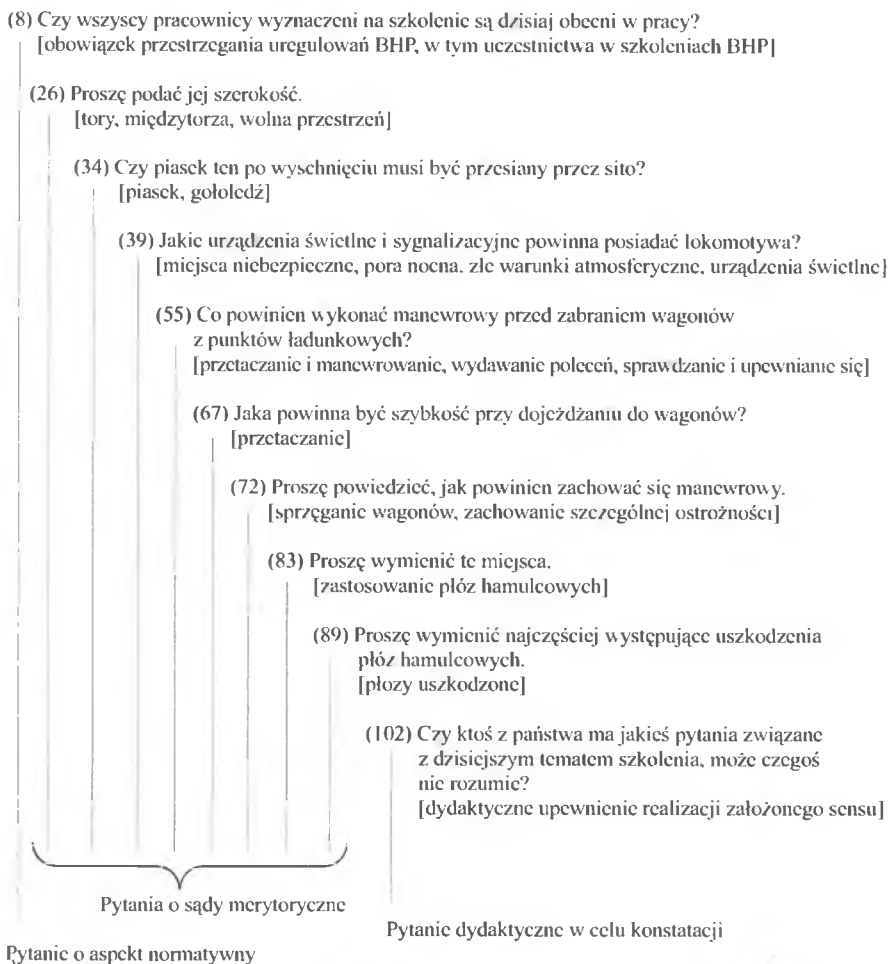 (8) Czy wszyscy pracownicy wyznaczeni na szkolenie są dzisiaj obecni w pracy?
[obowiązek przestrzegania uregulowań BHP, w tym uczestnictwa w szkoleniach BHP]
(26) Proszę podać jej szerokość.
[tory, międzytorza, wolna przestrzeń]
(34) Czy piasek ten po wyschnięciu musi być przesiany przez sito?
[piasek, gołoledź]
(39) Jakie urządzenia świetlne i sygnalizacyjne powinna posiadać lokomotywa?
[miejsca niebezpieczne, pora nocna. złe warunki atmosferyczne, urządzenia świetlne]
(55) Co powinien wykonać manewrowy przed zabraniem wagonów
z punktów ładunkowych?
[przetaczanie i manewrowanie, wydawanie poleceń, sprawdzanie i upewnianie się]
(67) Jaka powinna być szybkość przy dojeżdżaniu do wagonów?
[przetaczanie]
(72) Proszę powiedzieć, jak powinien zachować się manewrowy.
[sprzęganie wagonów, zachowanie szczególnej ostrożności]
(83) Proszę wymienić te miejsca.
[zastosowanie płóz hamulcowych]
(89) Proszę wymienić najczęściej występujące uszkodzenia
płóz hamulcowych.
[płozy uszkodzone]
(102) Czy ktoś z państwa ma jakieś pytania związane
z dzisiejszym tematem szkolenia, może czegoś
nie rozumie?
[dydaktyczne upewnienie realizacji założonego sensu]
Pytania o sądy merytoryczne
Pytanie dydaktyczne w celu konstatacji
Pytanie o aspekt normatywny